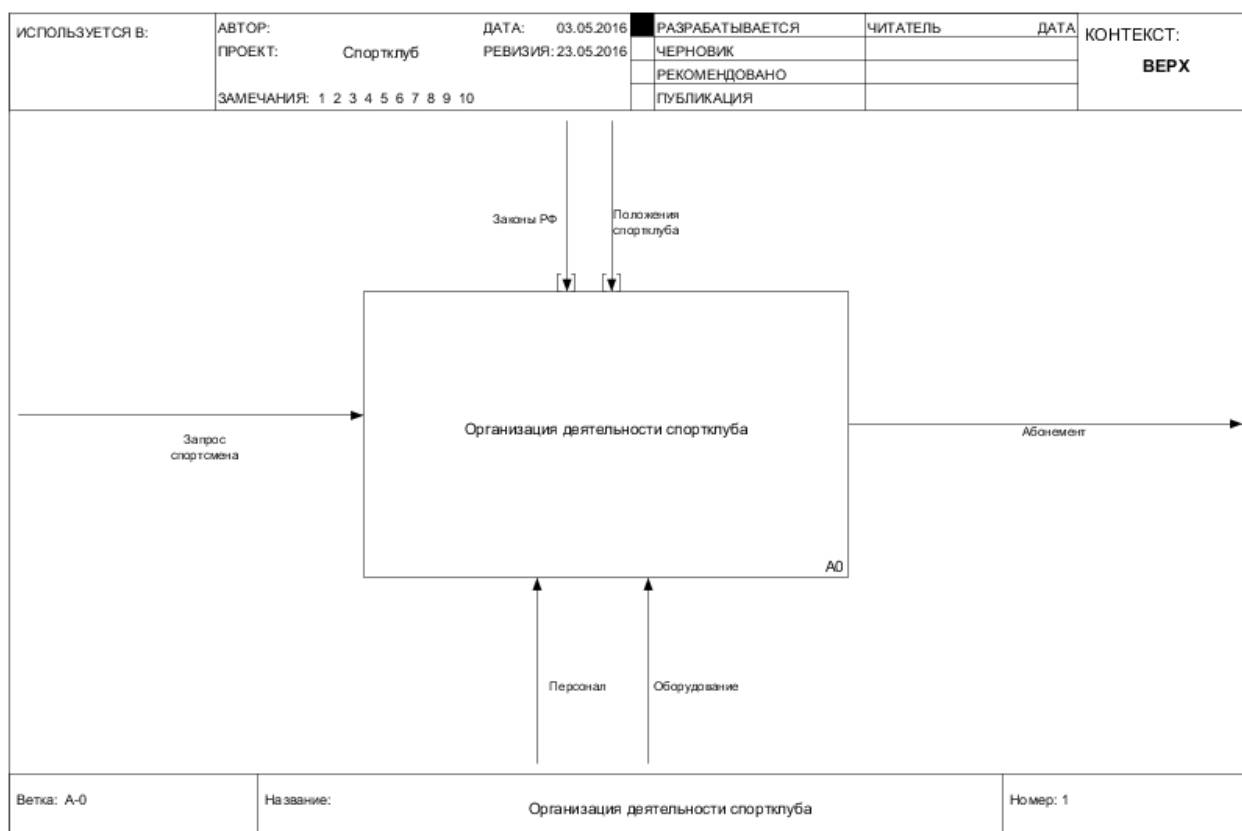 ИСПОЛЬЗУЕТСЯ В:
АВТОР:
ДАТА: 03.05.2016
ПРОЕКТ: Спортклуб
РЕВИЗИЯ: 23.05.2016
ЗАМЕЧАНИЯ: 1 2 3 4 5 6 7 8 9 10
РАЗРАБАТЫВАЕТСЯ
ЧЕРНОВИК
РЕКОМЕНДОВАНО
ПУБЛИКАЦИЯ
ЧИТАТЕЛЬ
ДАТА
КОНТЕКСТ:
ВЕРХ
Законы РФ
Положения
спортклуба
Запрос
спортсмена
Организация деятельности спортклуба
A0
Абонемент
Персонал
Оборудование
Ветка: A-0
Название:
Организация деятельности спортклуба
Номер: 1